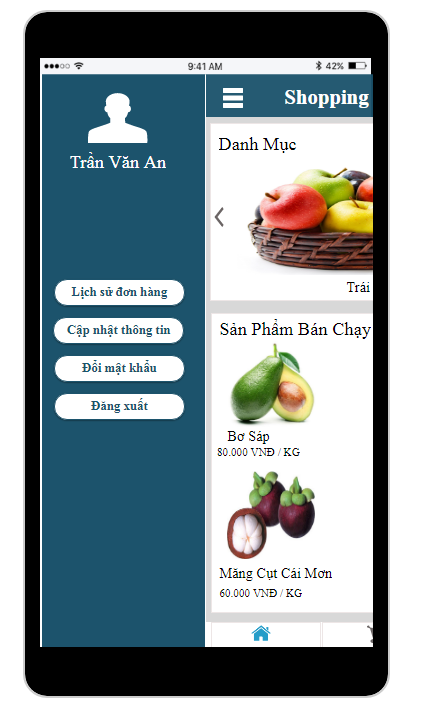 9:41 AM
42%
Trần Văn An
Lịch sử đơn hàng
Cập nhật thông tin
Đổi mật khẩu
Đăng xuất
Shopping
Danh Mục
Trái
Sản Phẩm Bán Chạy
Bơ Sáp
80.000 VNĐ / KG
Măng Cụt Cái Mơn
60.000 VNĐ / KG